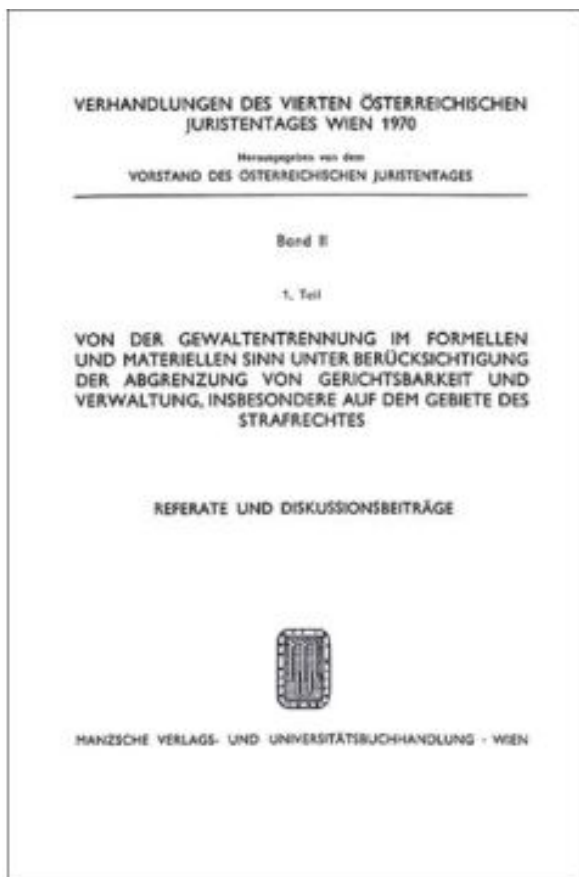 VERHANDLUNGEN DES VIERTEN ÖSTERREICHISCHEN
JURISTENTAGES WIEN 1970
Herausgegeben von dem
VORSTAND DES ÖSTERREICHISCHEN JURISTENTAGES
Band II
1. Teil
VON DER GEWALTENTRENNUNG IM FORMELLEN
UND MATERIELLEN SINN UNTER BERÜCKSICHTIGUNG
DER ABGRENZUNG VON GERICHTSBARKEIT UND
VERWALTUNG, INSBESONDERE AUF DEM GEBIETE DES
STRAFRECHTES
REFERATE UND DISKUSSIONSBEITRÄGE
MANZSCHE VERLAGS- UND UNIVERSITÄTSBUCHHANDLUNG - WIEN